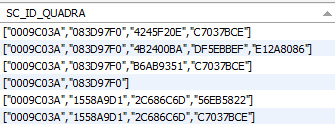 SC_ID_QUADRA
["0009C03A","083D97F0","4245F20E","C7037BCE"]
["0009C03A","083D97F0","4B2400BA","DF5EBBEF","E12A8086"]
["0009C03A","083D97F0","B6AB9351","C7037BCE"]
["0009C03A","083D97F0"]
["0009C03A","1558A9D1","2C686C6D","56EB5822"]
["0009C03A","1558A9D1","2C686C6D","C7037BCE"]